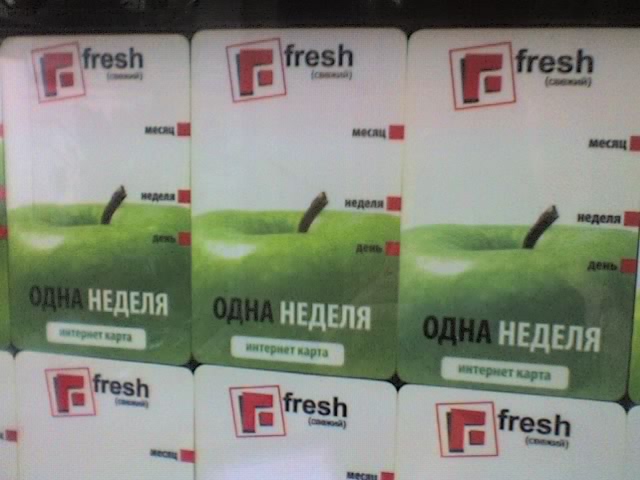 fresh
(свежий)
месяц
неделя
день
ОДНА НЕДЕЛЯ
интернет карта
fresh
(свежий)
месяц
неделя
день
ОДНА НЕДЕЛЯ
интернет карта
fresh
(свежий)
месяц
неделя
день
ОДНА НЕДЕЛЯ
интернет карта
fresh
(свежий)
месяц
fresh
(свежий)
месяц
fresh
(свежий)